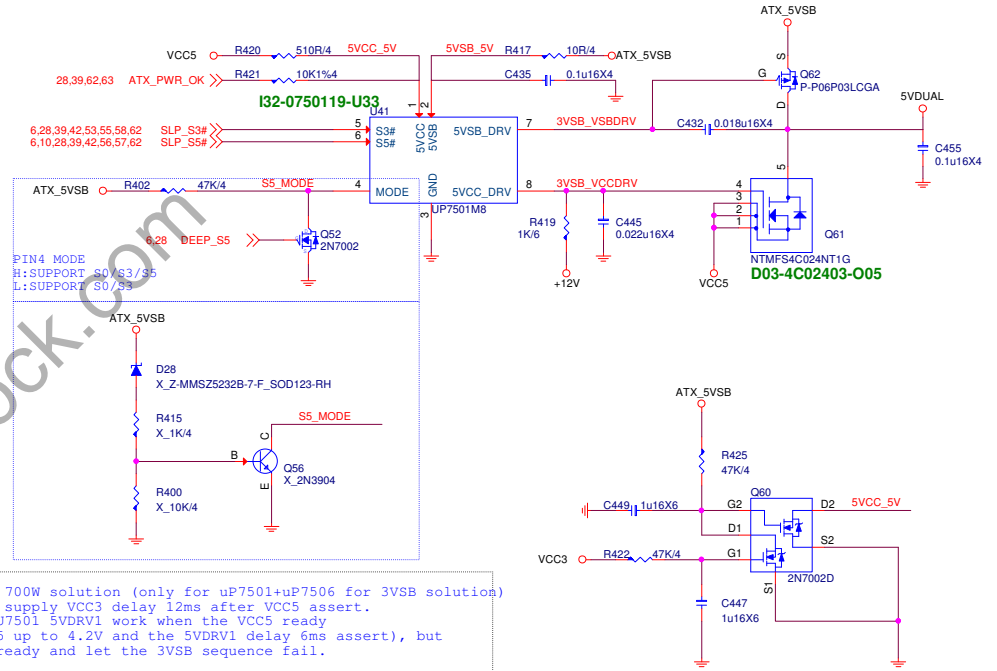 ATX_5VSB
VCC5
R420
510R/4
5VCC_5V
5VSB_5V
R417
10R/4
ATX_5VSB
28,39,62,63
ATX_PWR_OK
R421
10K1%4
C435
0.1u16X4
S
G
Q62
P-P06P03LCGA
D
5VDUAL
I32-0750119-U33
U41
1
2
6,28,39,42,53,55,58,62
SLP_S3#
5
S3#
6,10,28,39,42,56,57,62
SLP_S5#
6
S5#
5VCC
5VSB
5VSB_DRV
7
3VSB_VSBDRV
C432
0.018u16X4
C455
0.1u16X4
ATX_5VSB
R402
47K/4
S5_MODE
4
MODE
GND
5VCC_DRV
8
3VSB_VCCDRV
3
UP7501M8
R419
1K/6
C445
0.022u16X4
+12V
5
4
3
2
1
Q61
VCC5
NTMFS4C024NT1G
D03-4C02403-O05
6,28
DEEP_S5
Q52
2N7002
PIN4 MODE
H:SUPPORT S0/S3/S5
L:SUPPORT S0/S3
ock.com
ATX_5VSB
D28
X_Z-MMSZ5232B-7-F_SOD123-RH
R415
X_1K/4
S5_MODE
B
C
E
Q56
X_2N3904
R400
X_10K/4
ATX_5VSB
R425
47K/4
C449
1u16X6
Q60
G2
D2
5VCC_5V
D1
S2
VCC3
R422
47K/4
G1
S1
2N7002D
C447
1u16X6
700W solution (only for uP7501+uP7506 for 3VSB solution)
supply VCC3 delay 12ms after VCC5 assert.
7501 5VDRV1 work when the VCC5 ready
up to 4.2V and the 5VDRV1 delay 6ms assert), but
ready and let the 3VSB sequence fail.